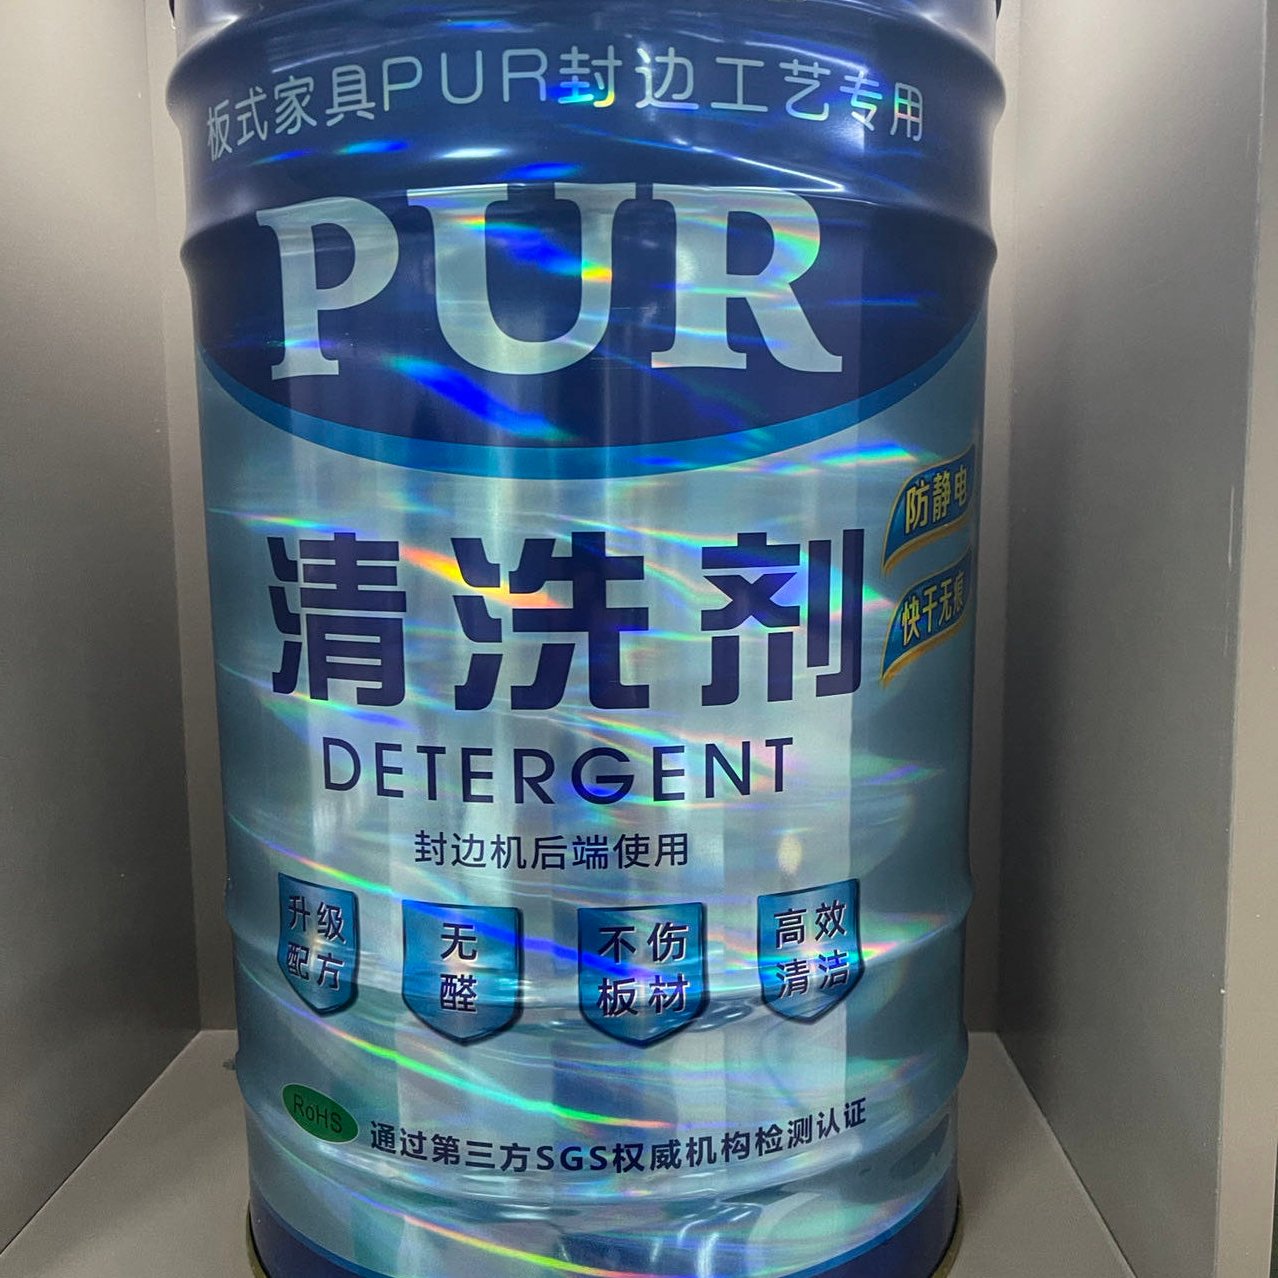 板式家具PUR封边工艺专用
PUR
防静电
快干无痕
清洗剂
DETERGENT
封边机后端使用
升级
配方
无
醛
不伤
板材
高效
清洁
RoHS
通过第三方SGS权威机构检测认证